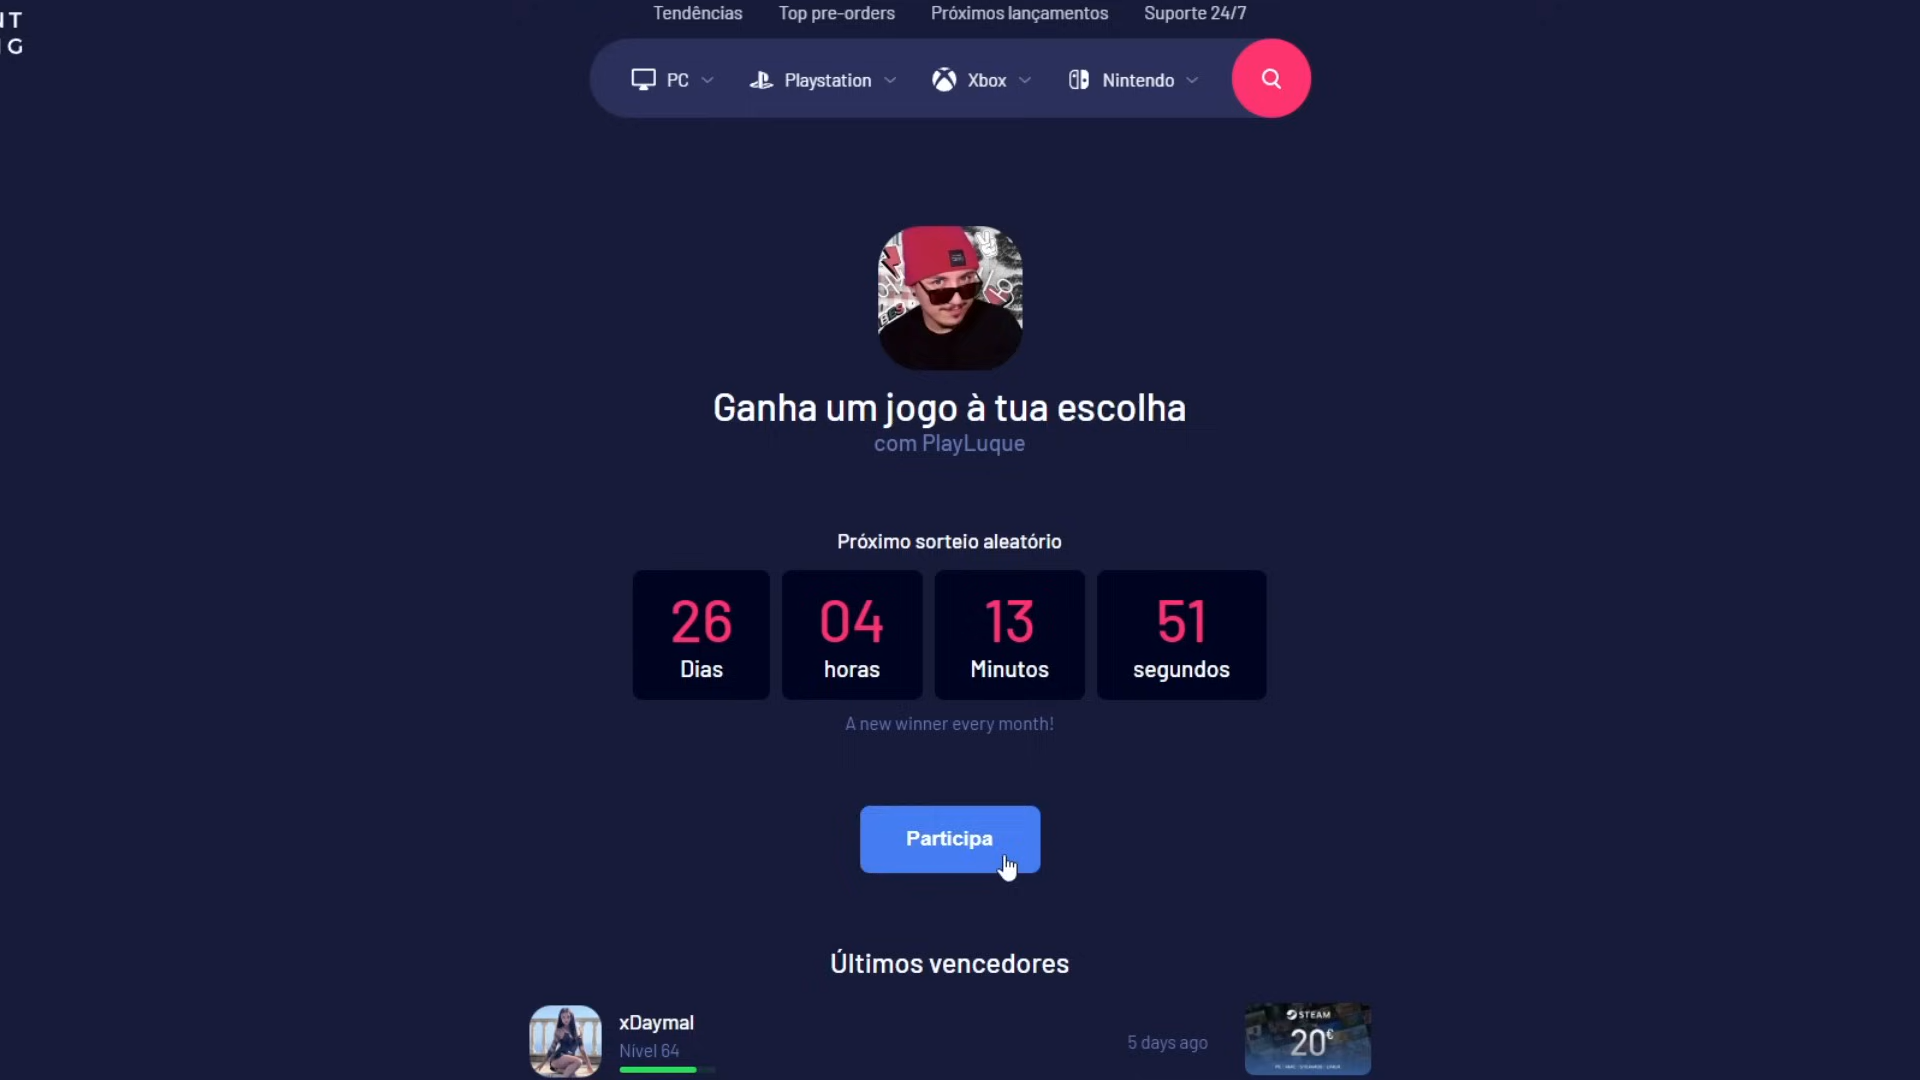 NT
NG
Tendências Top pre-orders Próximos lançamentos Suporte 24/7
PC Playstation Xbox Nintendo
Ganha um jogo à tua escolha
com PlayLuque
Próximo sorteio aleatório
26 04 13 51
Dias horas Minutos segundos
A new winner every month!
Participa
Últimos vencedores
xDaymal
Nível 64
5 days ago
STEAM
20€